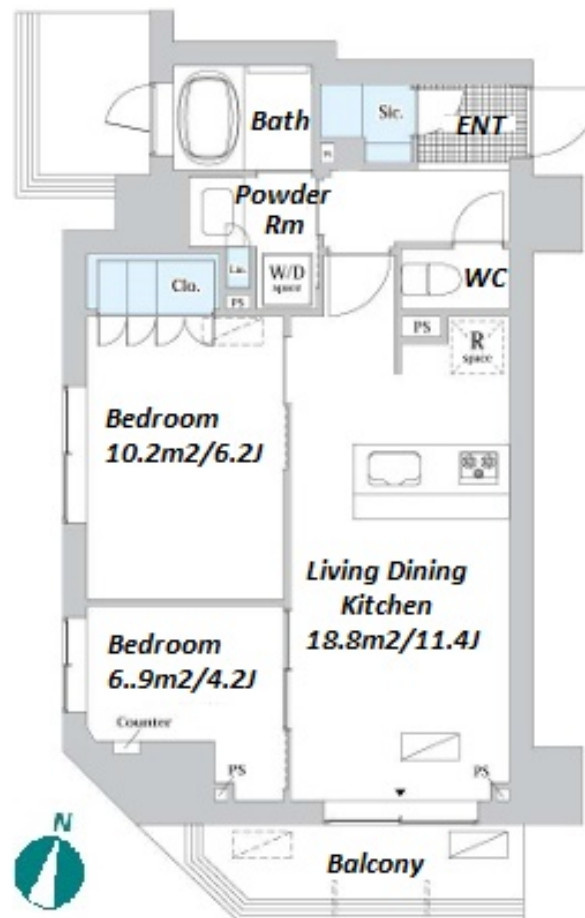 Bath
Sic.
ENT
PS
Powder
Rm
Lin.
W/D
space
WC
Clo.
PS
PS
R
space
Bedroom
10.2m2/6.2J
Living Dining
Kitchen
18.8m2/11.4J
Bedroom
6..9m2/4.2J
Counter
PS
PS
Balcony
N